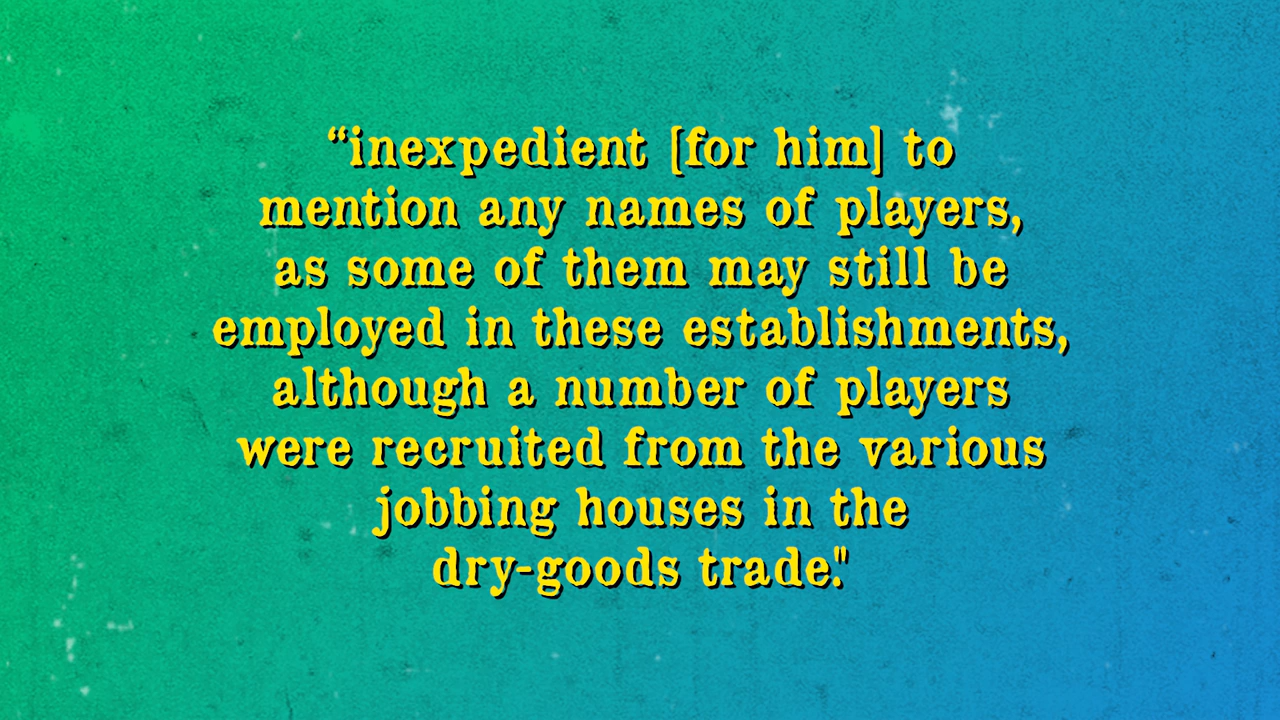 “inexpedient [for him] to
mention any names of players,
as some of them may still be
employed in these establishments,
although a number of players
were recruited from the various
jobbing houses in the
dry-goods trade."